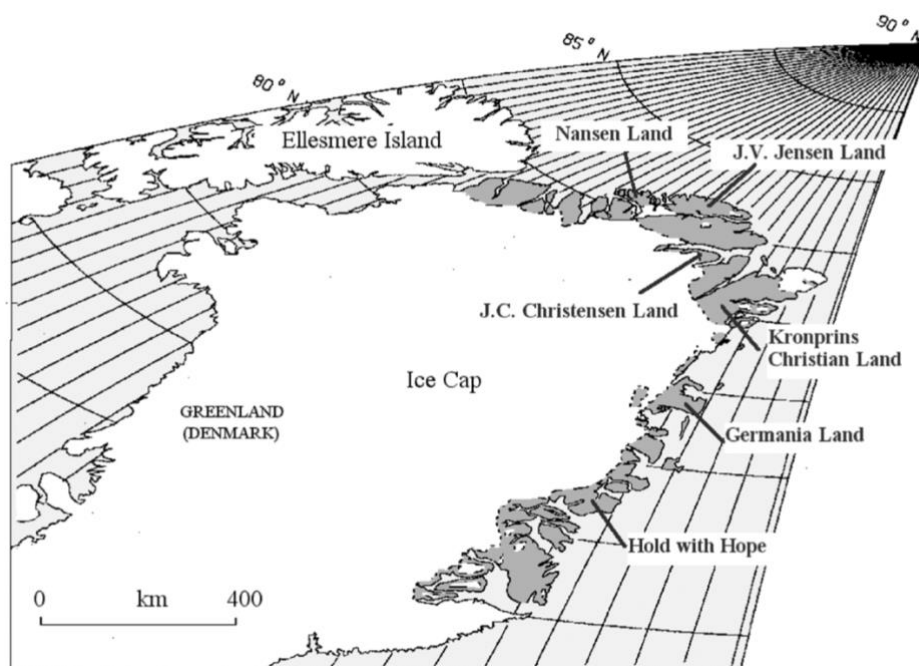 90° N
85° N
80° N
Ellesmere Island
Nansen Land
J.V. Jensen Land
J.C. Christensen Land
Kronprins
Christian Land
Ice Cap
GREENLAND
(DENMARK)
Germania Land
Hold with Hope
0 km 400